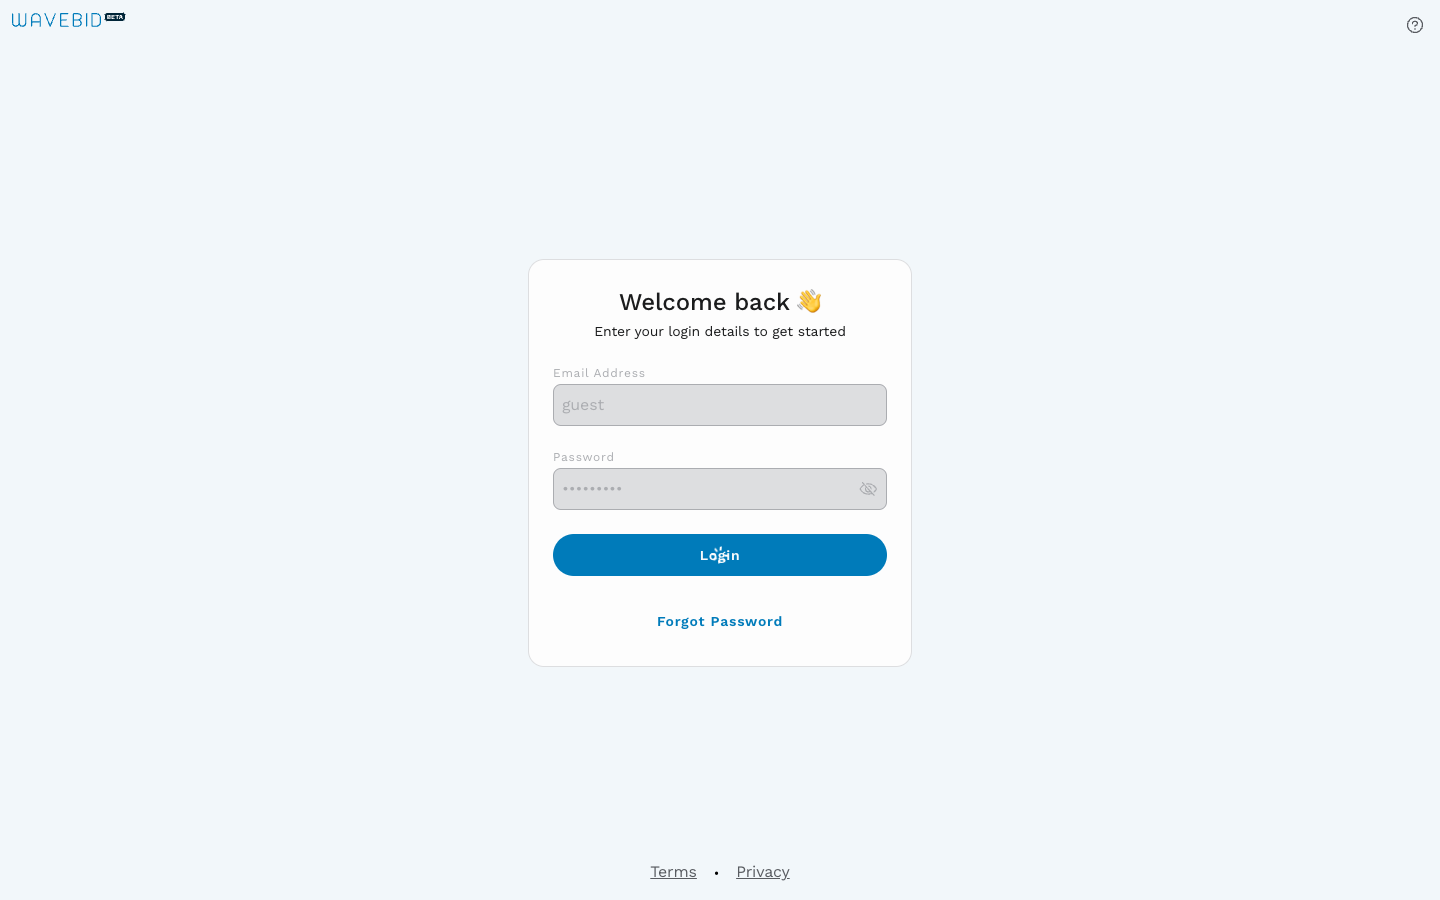 WAVEBID BETA
Welcome back 👋
Enter your login details to get started
Email Address
guest
Password
•••••••••
Login
Forgot Password
Terms • Privacy